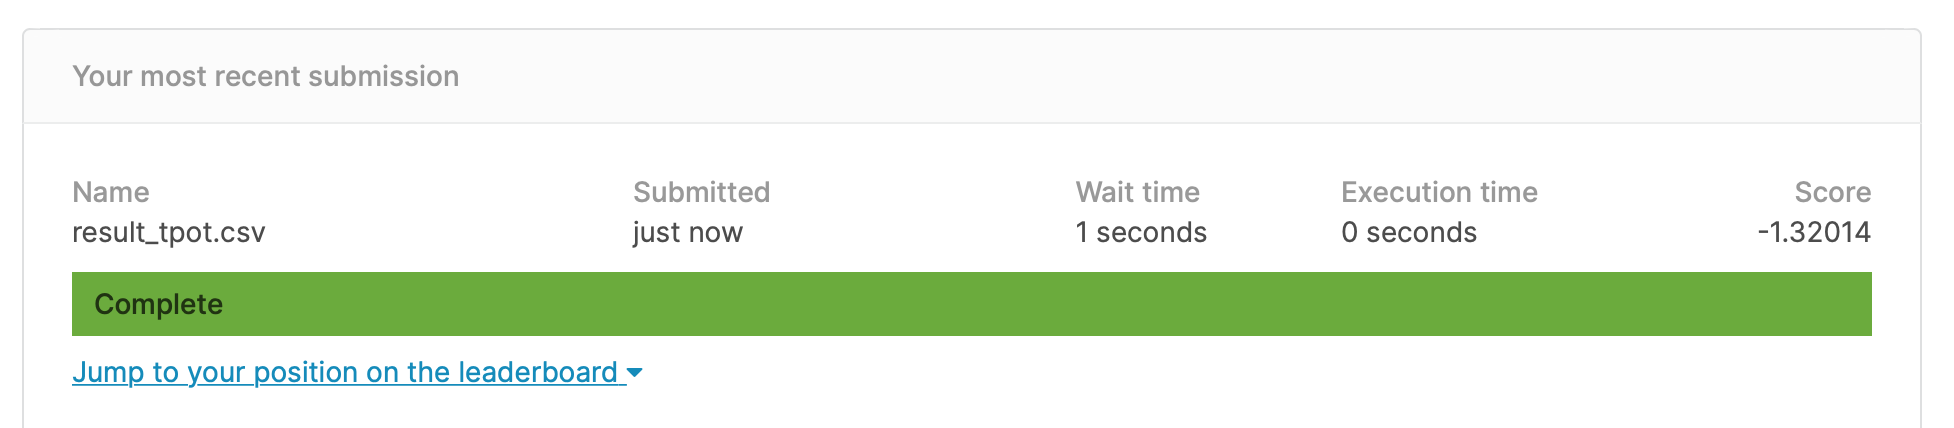 Your most recent submission
Name Submitted Wait time Execution time Score
result_tpot.csv just now 1 seconds 0 seconds -1.32014
Complete
Jump to your position on the leaderboard